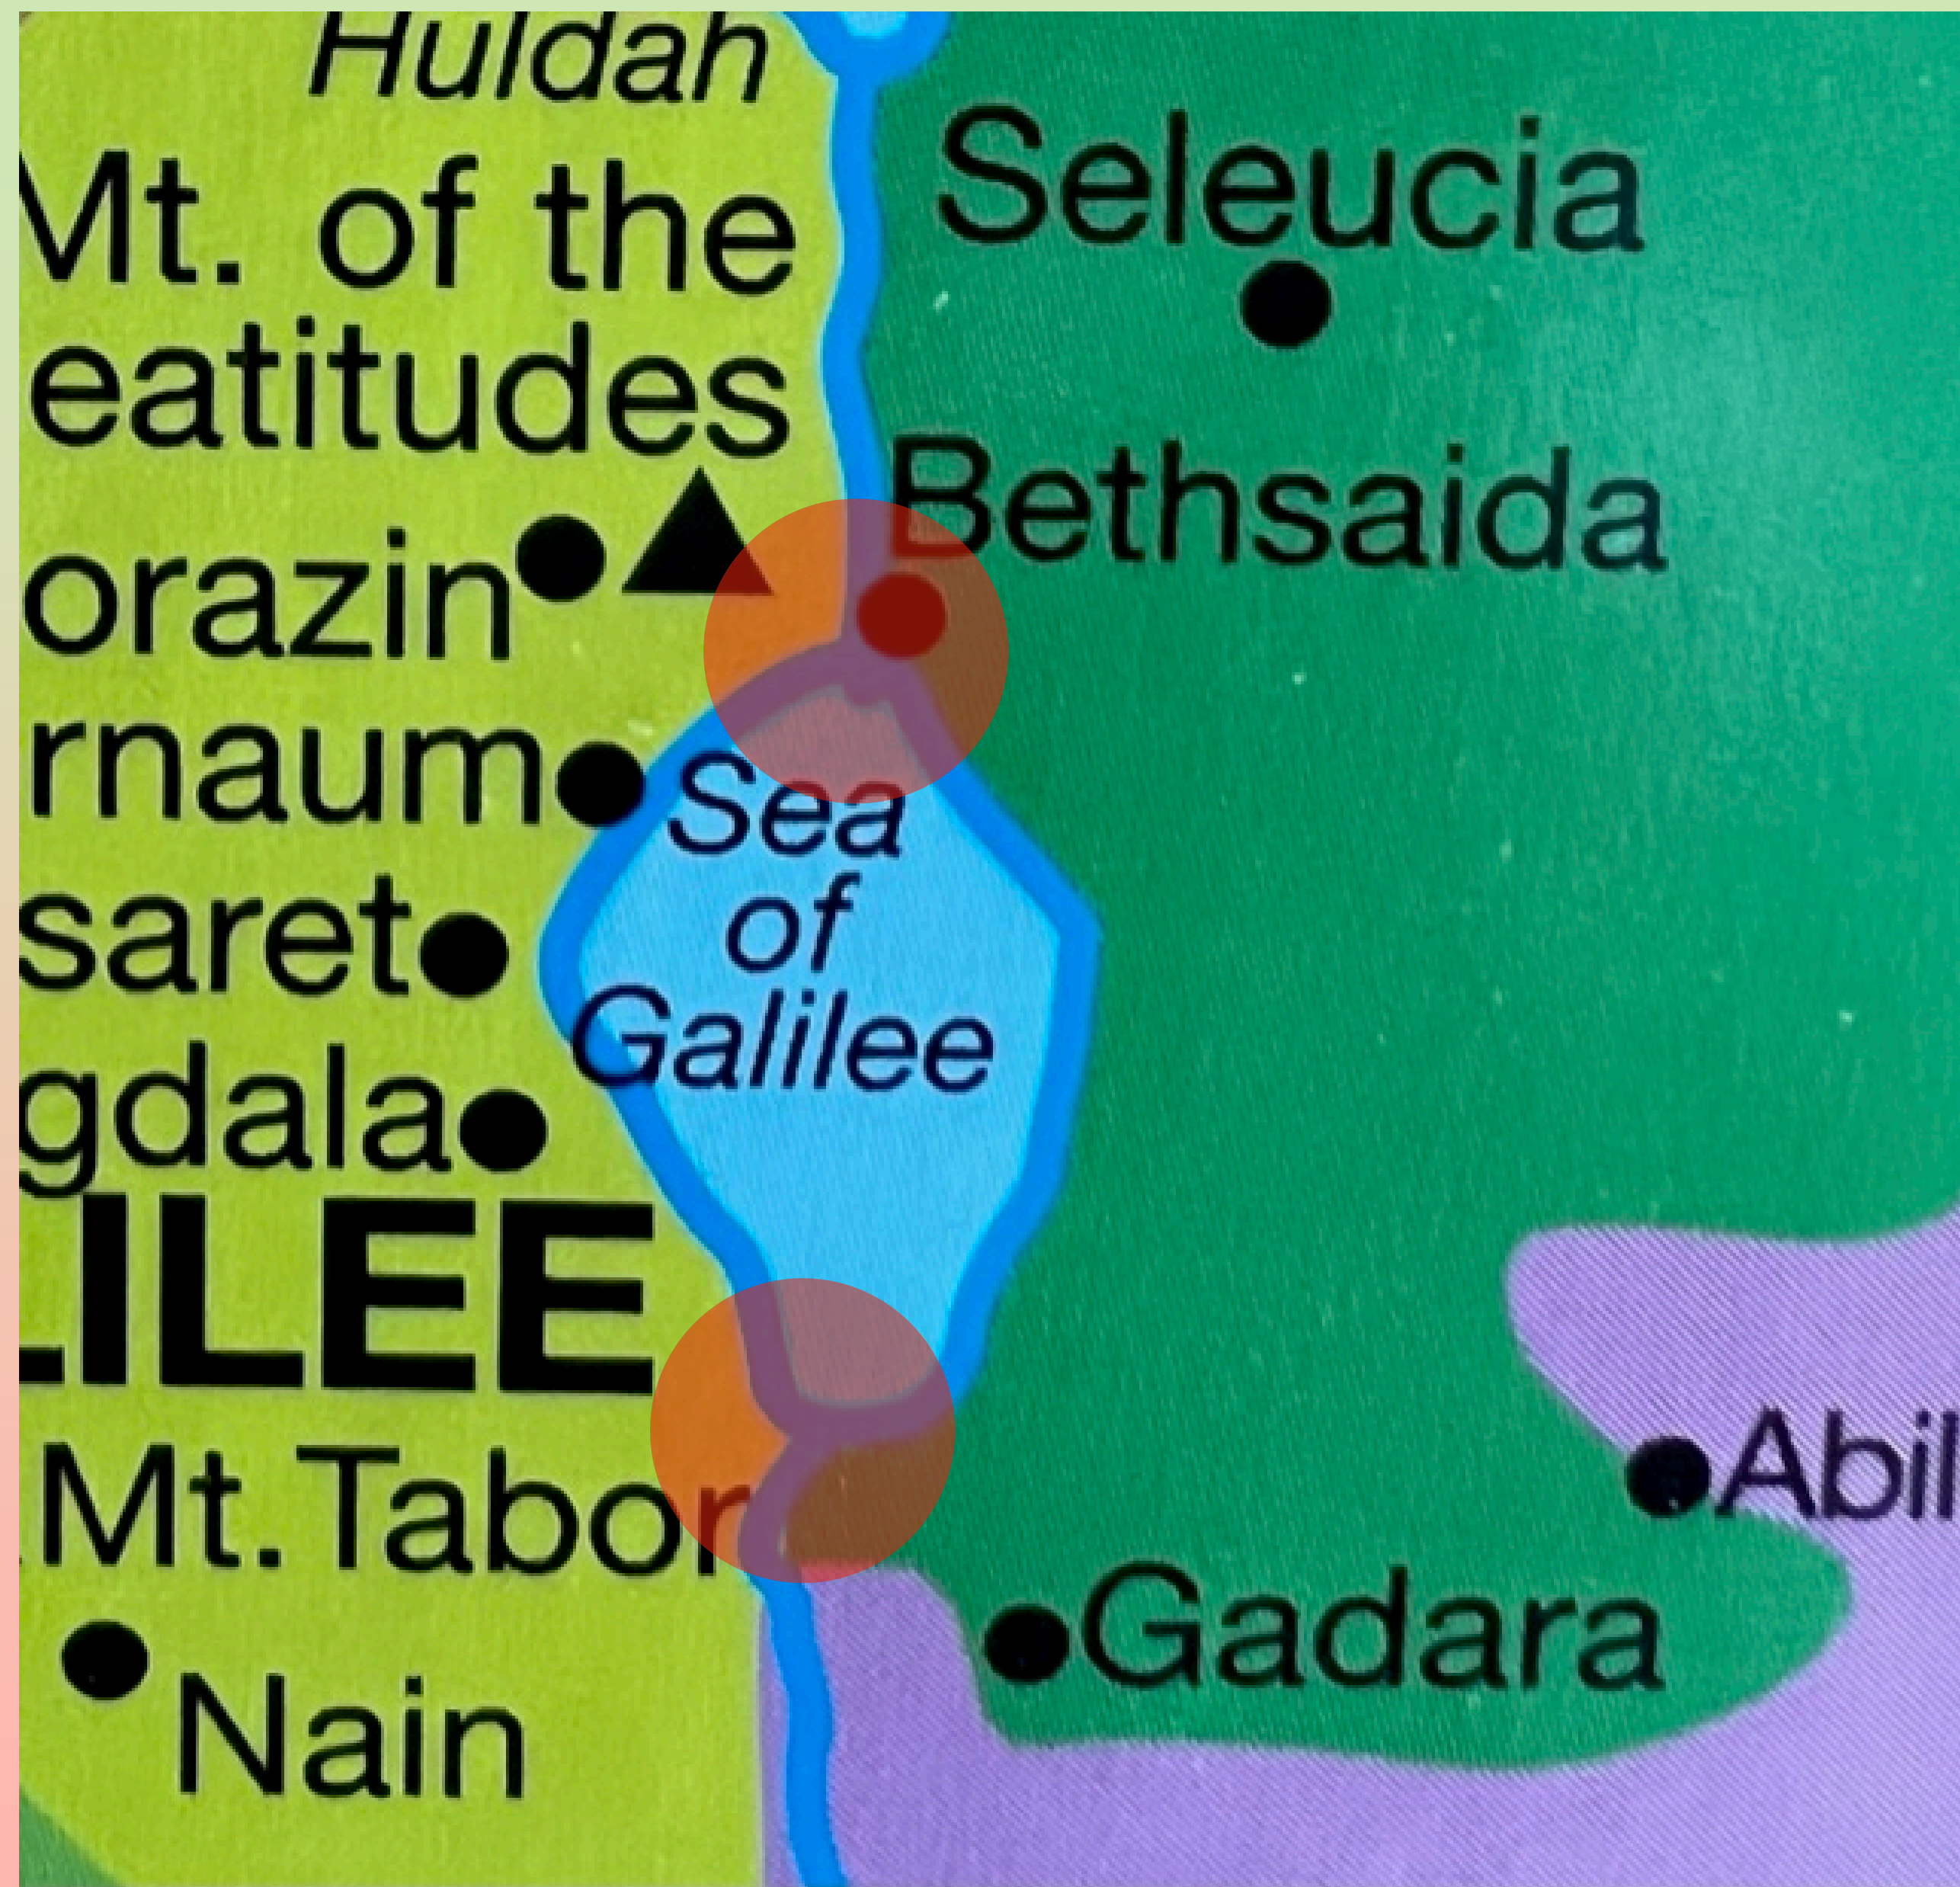 Huldah
Mt. of the
eatitudes
Seleucia
Bethsaida
orazin
rnaum
Sea
of
Galilee
saret
gdala
LILEE
Mt. Tabor
Abil
Gadara
Nain